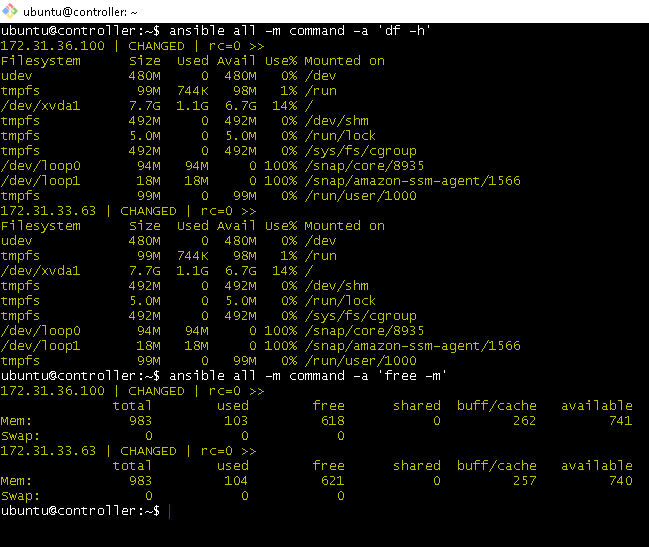 ubuntu@controller: ~
ubuntu@controller:~$ ansible all -m command -a 'df -h'
172.31.36.100 | CHANGED | rc=0 >>
Filesystem      Size  Used Avail Use% Mounted on
udev            480M     0  480M   0% /dev
tmpfs            99M  744K   98M   1% /run
/dev/xvda1      7.7G  1.1G  6.7G  14% /
tmpfs           492M     0  492M   0% /dev/shm
tmpfs           5.0M     0  5.0M   0% /run/lock
tmpfs           492M     0  492M   0% /sys/fs/cgroup
/dev/loop0       94M   94M     0 100% /snap/core/8935
/dev/loop1       18M   18M     0 100% /snap/amazon-ssm-agent/1566
tmpfs            99M     0   99M   0% /run/user/1000
172.31.33.63 | CHANGED | rc=0 >>
Filesystem      Size  Used Avail Use% Mounted on
udev            480M     0  480M   0% /dev
tmpfs            99M  744K   98M   1% /run
/dev/xvda1      7.7G  1.1G  6.7G  14% /
tmpfs           492M     0  492M   0% /dev/shm
tmpfs           5.0M     0  5.0M   0% /run/lock
tmpfs           492M     0  492M   0% /sys/fs/cgroup
/dev/loop0       94M   94M     0 100% /snap/core/8935
/dev/loop1       18M   18M     0 100% /snap/amazon-ssm-agent/1566
tmpfs            99M     0   99M   0% /run/user/1000
ubuntu@controller:~$ ansible all -m command -a 'free -m'
172.31.36.100 | CHANGED | rc=0 >>
              total        used        free      shared  buff/cache   available
Mem:            983         103         618           0         262         741
Swap:             0           0           0
172.31.33.63 | CHANGED | rc=0 >>
              total        used        free      shared  buff/cache   available
Mem:            983         104         621           0         257         740
Swap:             0           0           0
ubuntu@controller:~$